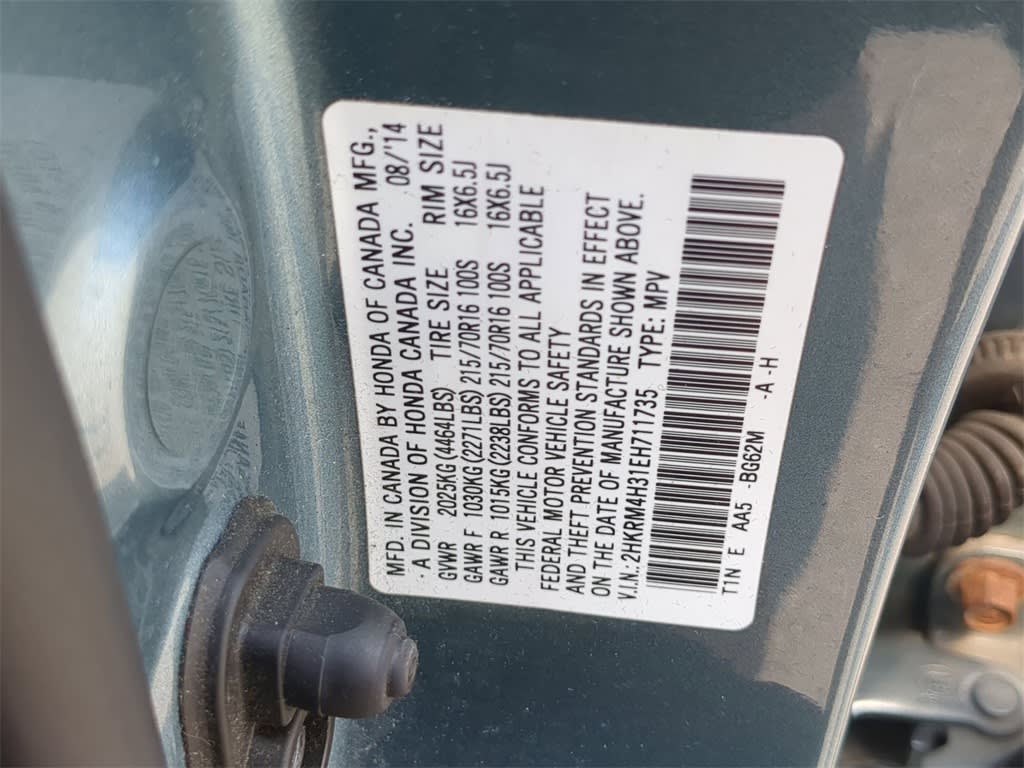 MFD. IN CANADA BY HONDA OF CANADA MFG.,
- A DIVISION OF HONDA CANADA INC. 08/'14
GVWR 2025KG (4464LBS) TIRE SIZE RIM SIZE
GAWR F 1030KG (2271LBS) 215/70R16 100S 16X6.5J
GAWR R 1015KG (2238LBS) 215/70R16 100S 16X6.5J
THIS VEHICLE CONFORMS TO ALL APPLICABLE
FEDERAL MOTOR VEHICLE SAFETY
AND THEFT PREVENTION STANDARDS IN EFFECT
ON THE DATE OF MANUFACTURE SHOWN ABOVE.
V.I.N.: 2HKRM4H31EH71735 TYPE: MPV
T1N E AA5 -BG62M -A-H